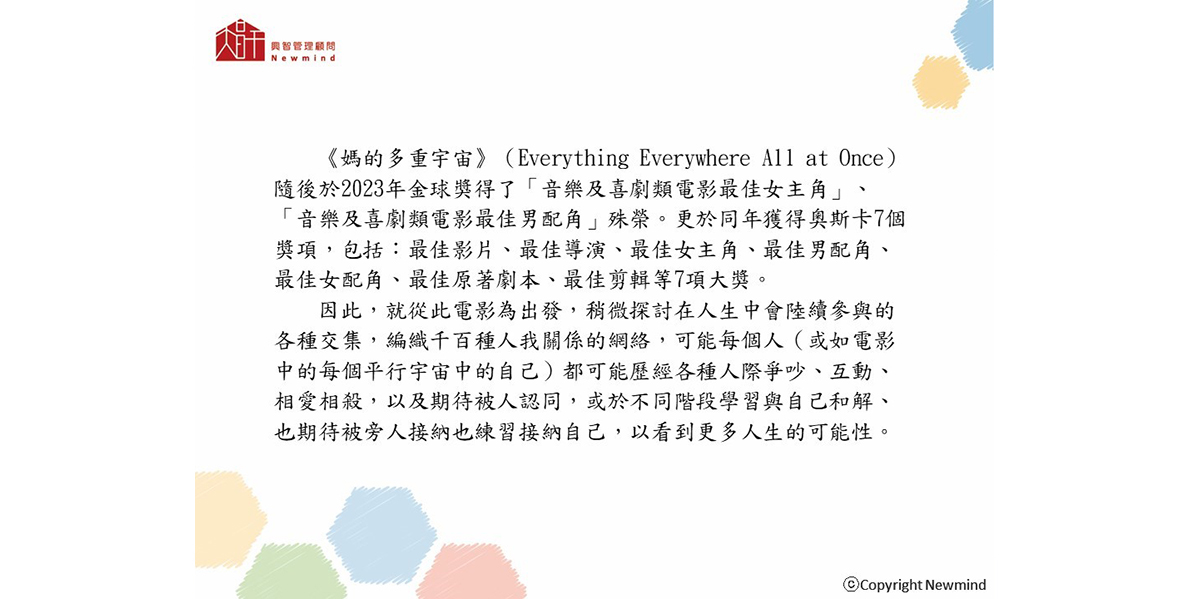 興智管理顧問
Newmind
《媽的多重宇宙》（Everything Everywhere All at Once）
隨後於2023年金球獎得了「音樂及喜劇類電影最佳女主角」、
「音樂及喜劇類電影最佳男配角」殊榮。更於同年獲得奧斯卡7個
獎項，包括：最佳影片、最佳導演、最佳女主角、最佳男配角、
最佳女配角、最佳原著劇本、最佳剪輯等7項大獎。
因此，就從此電影為出發，稍微探討在人生中會陸續參與的
各種交集，編織千百種人我關係的網絡，可能每個人（或如電影
中的每個平行宇宙中的自己）都可能歷經各種人際爭吵、互動、
相愛相殺，以及期待被人認同，或於不同階段學習與自己和解、
也期待被旁人接納也練習接納自己，以看到更多人生的可能性。
ⓒCopyright Newmind